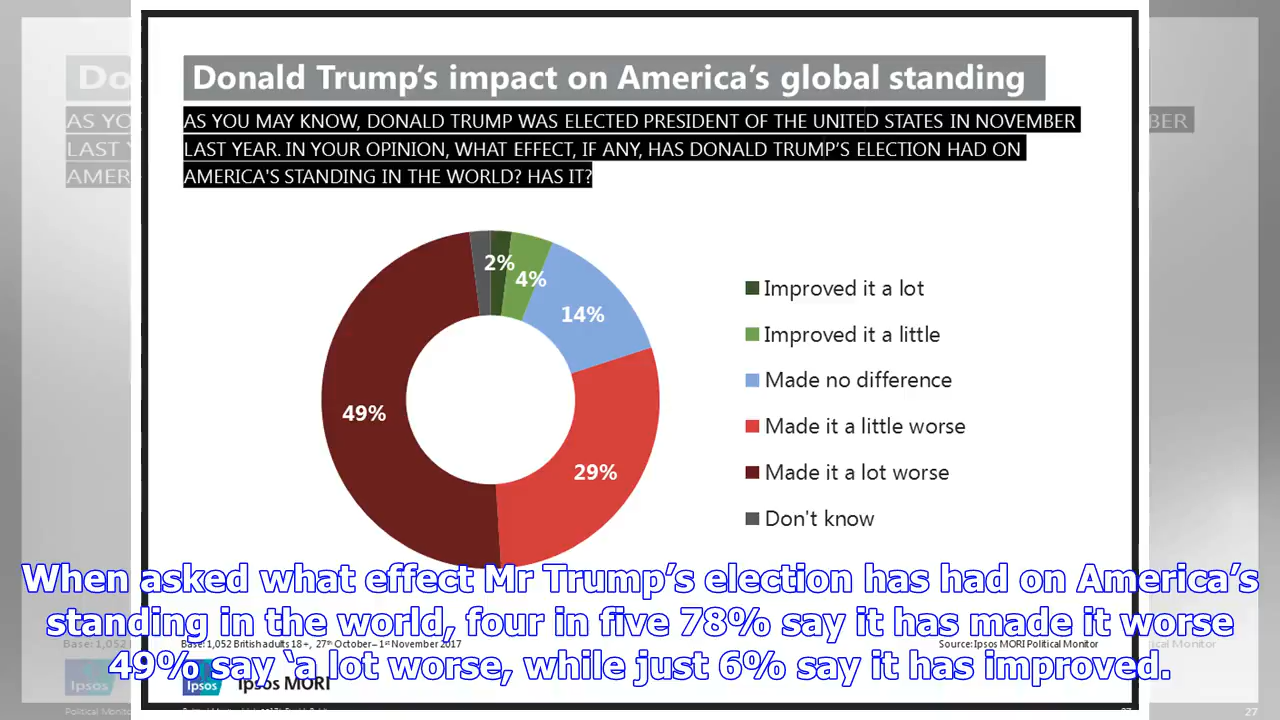 Donald Trump's impact on America's global standing
AS YOU MAY KNOW, DONALD TRUMP WAS ELECTED PRESIDENT OF THE UNITED STATES IN NOVEMBER
LAST YEAR. IN YOUR OPINION, WHAT EFFECT, IF ANY, HAS DONALD TRUMP'S ELECTION HAD ON
AMERICA'S STANDING IN THE WORLD? HAS IT?
2%
4%
14%
29%
49%
Improved it a lot
Improved it a little
Made no difference
Made it a little worse
Made it a lot worse
Don't know
When asked what effect Mr Trump’s election has had on America’s
standing in the world, four in five 78% say it has made it worse
49% say ‘a lot worse, while just 6% say it has improved.
Base: 1,052 British adults 18+, 27th October – 1st November 2017
Source: Ipsos MORI Political Monitor
Ipsos
Ipsos MORI
27